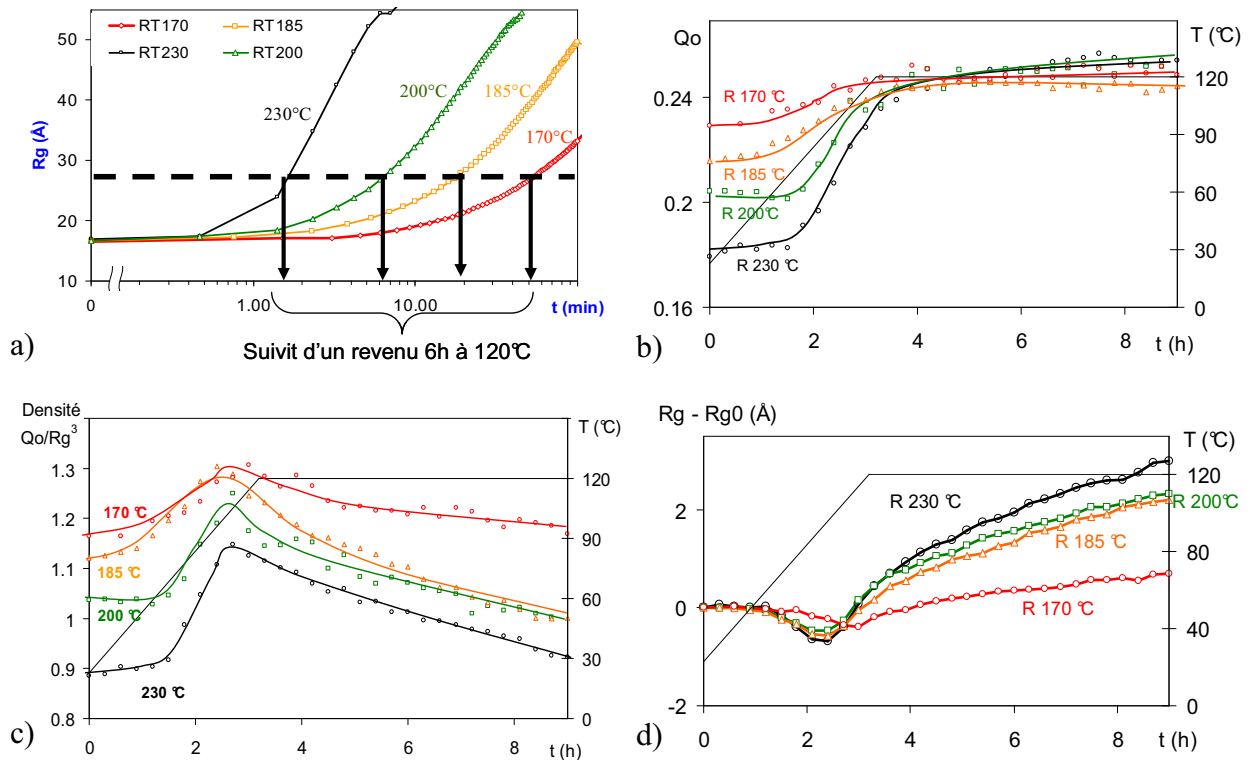 RT170
RT185
RT230
RT200
50
40
30
20
10
Rg (Å)
230°C
200°C
185°C
170°C
0
1.00
10.00
t (min)
a)
Suivit d'un revenu 6h à 120°C
Qo
T (°C)
0.24
0.2
0.16
R 170 °C
R 185 °C
R 200°C
R 230 °C
120
90
60
30
0
0
2
4
6
8
t (h)
b)
Densité
Qo/Rg³
T (°C)
1.3
1.2
1.1
1
0.9
0.8
170 °C
185 °C
200 °C
230 °C
120
90
60
30
0
0
2
4
6
8
t (h)
c)
Rg - Rg0 (Å)
T (°C)
2
0
-2
R 230 °C
R 200°C
R 185 °C
R 170 °C
120
80
40
0
0
2
4
6
8
t (h)
d)